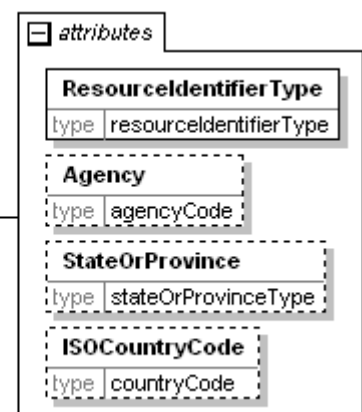 attributes
ResourceIdentifierType
type resourceIdentifierType
Agency
type agencyCode
StateOrProvince
type stateOrProvinceType
ISOCountryCode
type countryCode